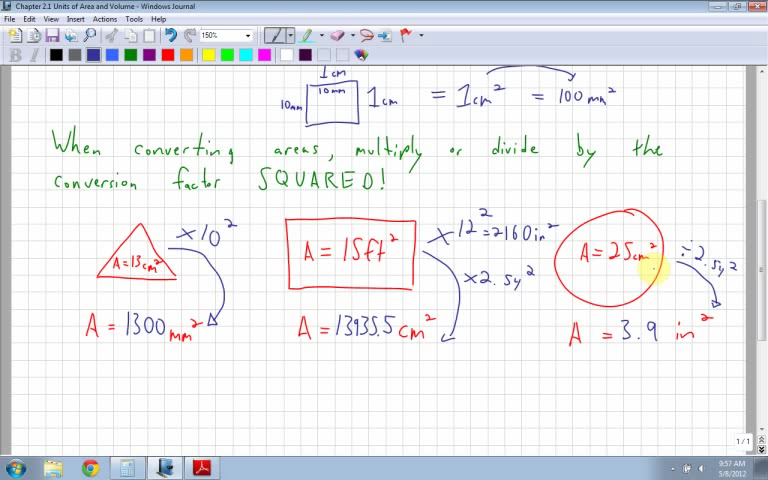 Chapter 2.1 Units of Area and Volume - Windows Journal
File Edit View Insert Actions Tools Help
150%
B I
1cm
10mm
10mm 1cm = 1cm² = 100mm²
When converting areas, multiply or divide by the
conversion factor SQUARED!
A=13cm²
×10²
A = 1300mm²
A = 15ft²
×12²=2160in²
×2.54²
A = 13935.5cm²
A=25cm²
÷2.54²
A = 3.9 in²
1/1
9:57 AM
5/8/2012